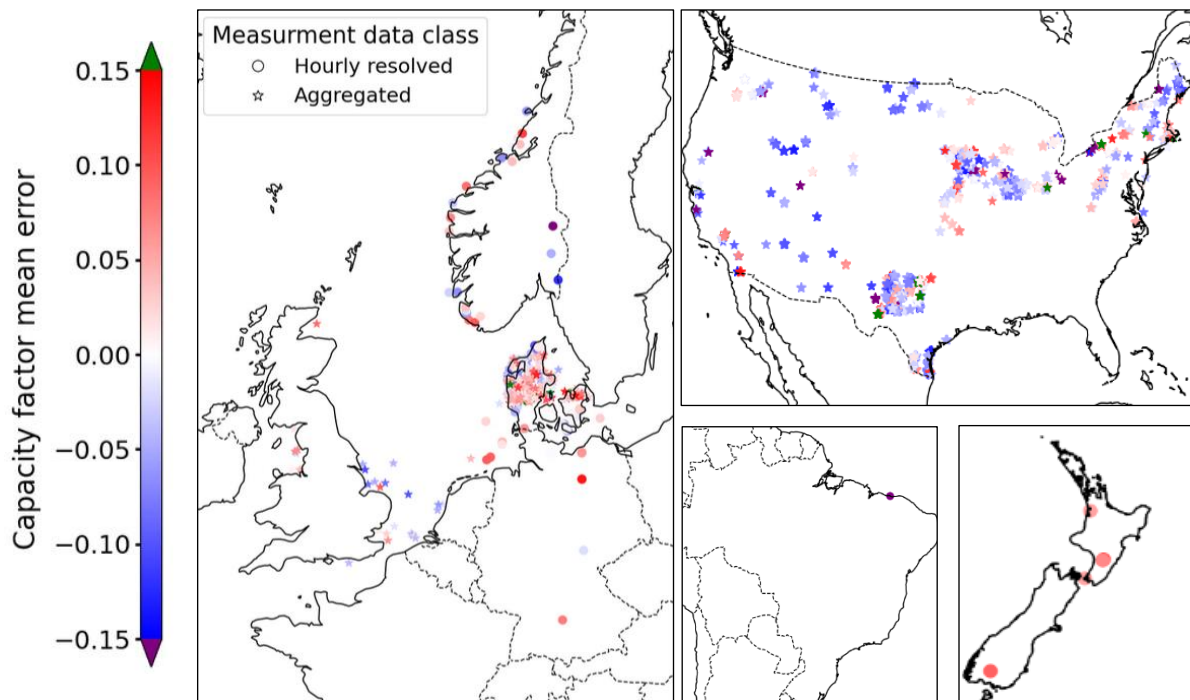 Capacity factor mean error
0.15
0.10
0.05
0.00
−0.05
−0.10
−0.15
Measurment data class
Hourly resolved
Aggregated